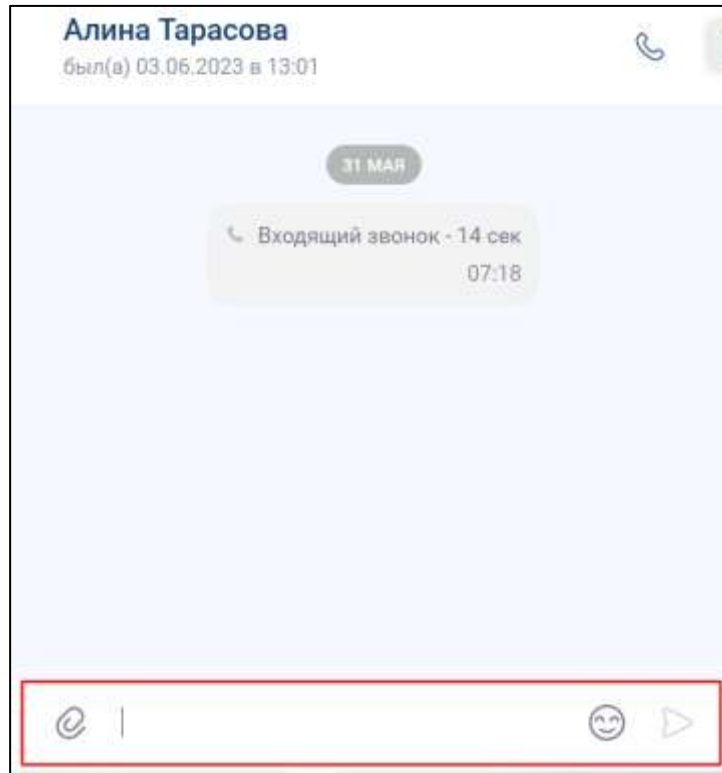 Алина Тарасова
был(а) 03.06.2023 в 13:01
31 МАЯ
Входящий звонок - 14 сек
07:18